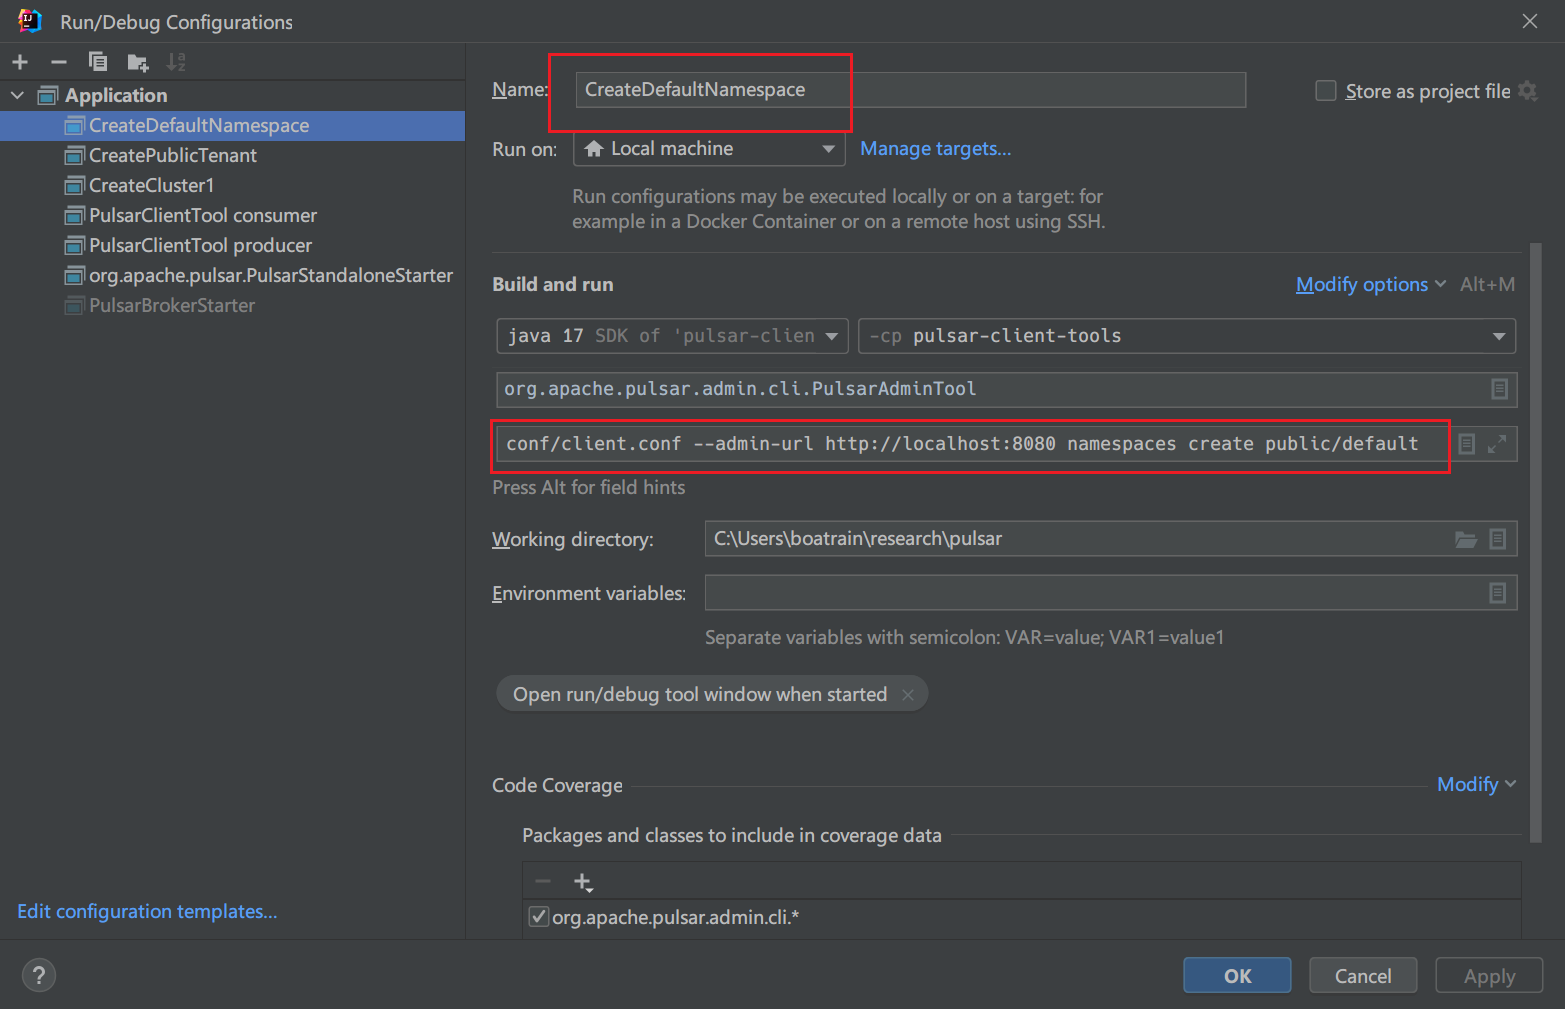 Run/Debug Configurations
Application
CreateDefaultNamespace
CreatePublicTenant
CreateCluster1
PulsarClientTool consumer
PulsarClientTool producer
org.apache.pulsar.PulsarStandaloneStarter
PulsarBrokerStarter
Edit configuration templates...
Name: CreateDefaultNamespace
Store as project file
Run on: Local machine Manage targets...
Run configurations may be executed locally or on a target: for
example in a Docker Container or on a remote host using SSH.
Build and run Modify options Alt+M
java 17 SDK of 'pulsar-clien -cp pulsar-client-tools
org.apache.pulsar.admin.cli.PulsarAdminTool
conf/client.conf --admin-url http://localhost:8080 namespaces create public/default
Press Alt for field hints
Working directory: C:\Users\boatrain\research\pulsar
Environment variables:
Separate variables with semicolon: VAR=value; VAR1=value1
Open run/debug tool window when started
Code Coverage Modify
Packages and classes to include in coverage data
org.apache.pulsar.admin.cli.*
? OK Cancel Apply